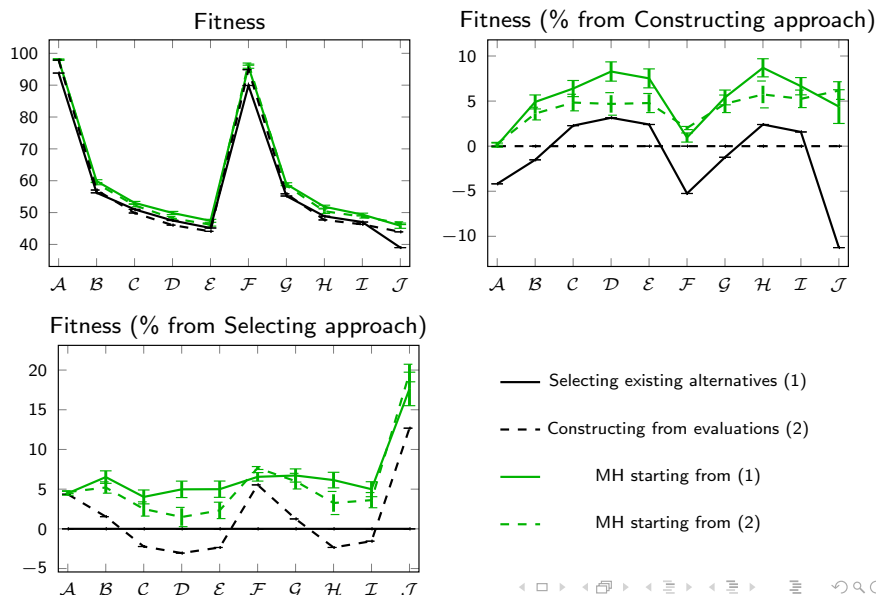 Fitness
100
90
80
70
60
50
40
𝒜 ℬ 𝒞 𝒟 ℰ ℱ 𝒢 ℋ ℐ 𝒥
Fitness (% from Constructing approach)
10
5
0
−5
−10
𝒜 ℬ 𝒞 𝒟 ℰ ℱ 𝒢 ℋ ℐ 𝒥
Fitness (% from Selecting approach)
20
15
10
5
0
−5
𝒜 ℬ 𝒞 𝒟 ℰ ℱ 𝒢 ℋ ℐ 𝒥
Selecting existing alternatives (1)
Constructing from evaluations (2)
MH starting from (1)
MH starting from (2)